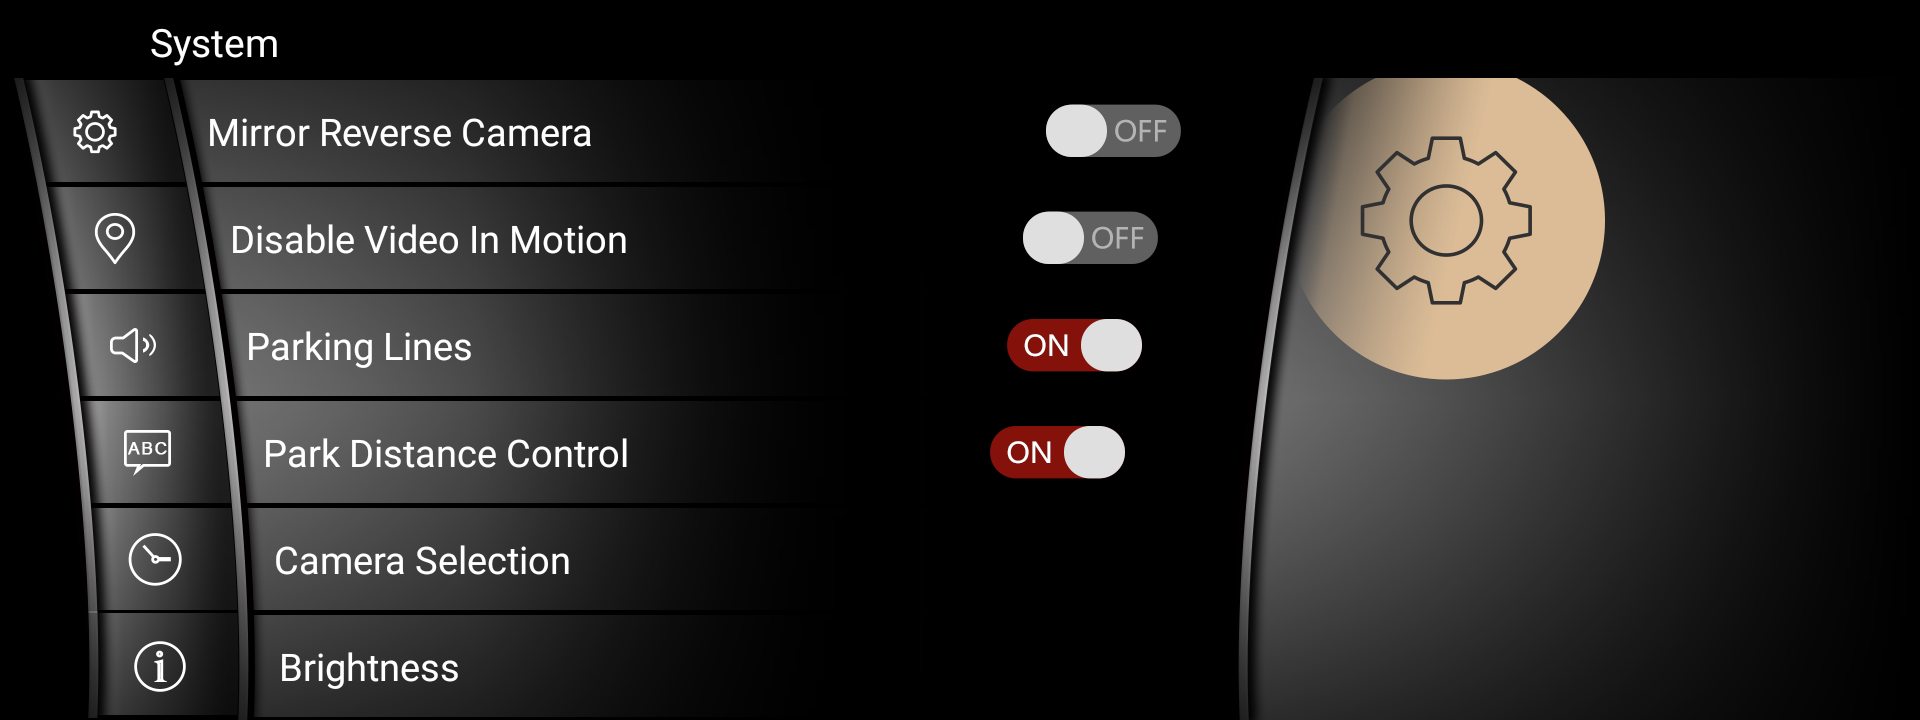 System
Mirror Reverse Camera OFF
Disable Video In Motion OFF
Parking Lines ON
ABC Park Distance Control ON
Camera Selection
Brightness